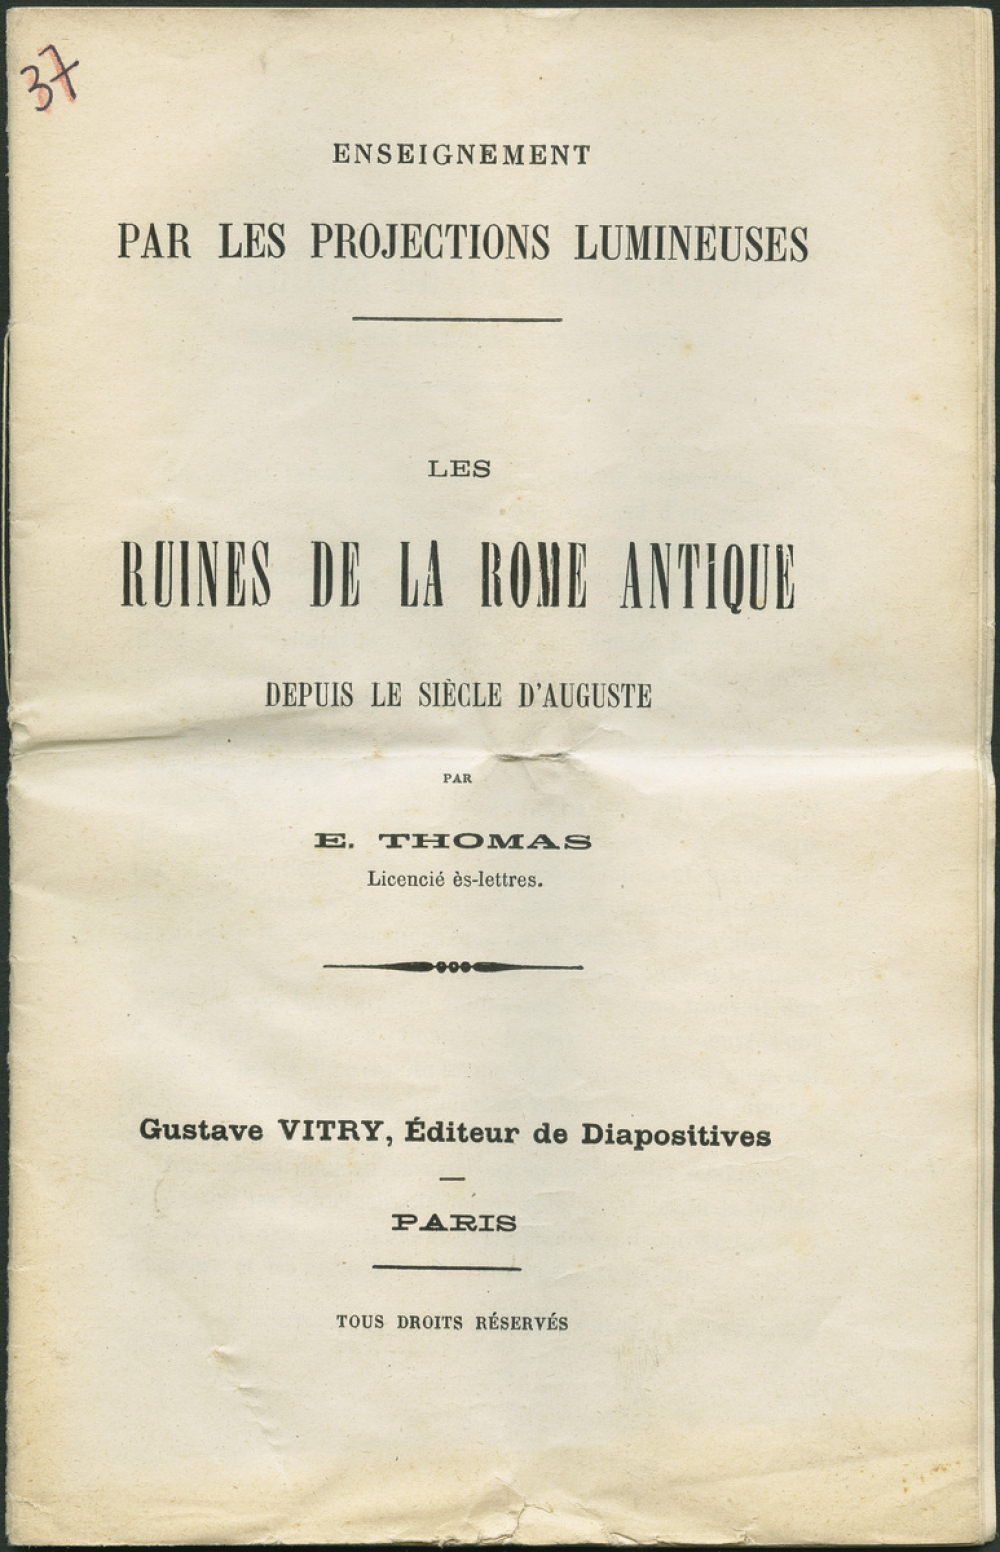 37
ENSEIGNEMENT
PAR LES PROJECTIONS LUMINEUSES
LES
RUINES DE LA ROME ANTIQUE
DEPUIS LE SIÈCLE D'AUGUSTE
PAR
E. THOMAS
Licencié ès-lettres.
Gustave VITRY, Éditeur de Diapositives
PARIS
TOUS DROITS RÉSERVÉS